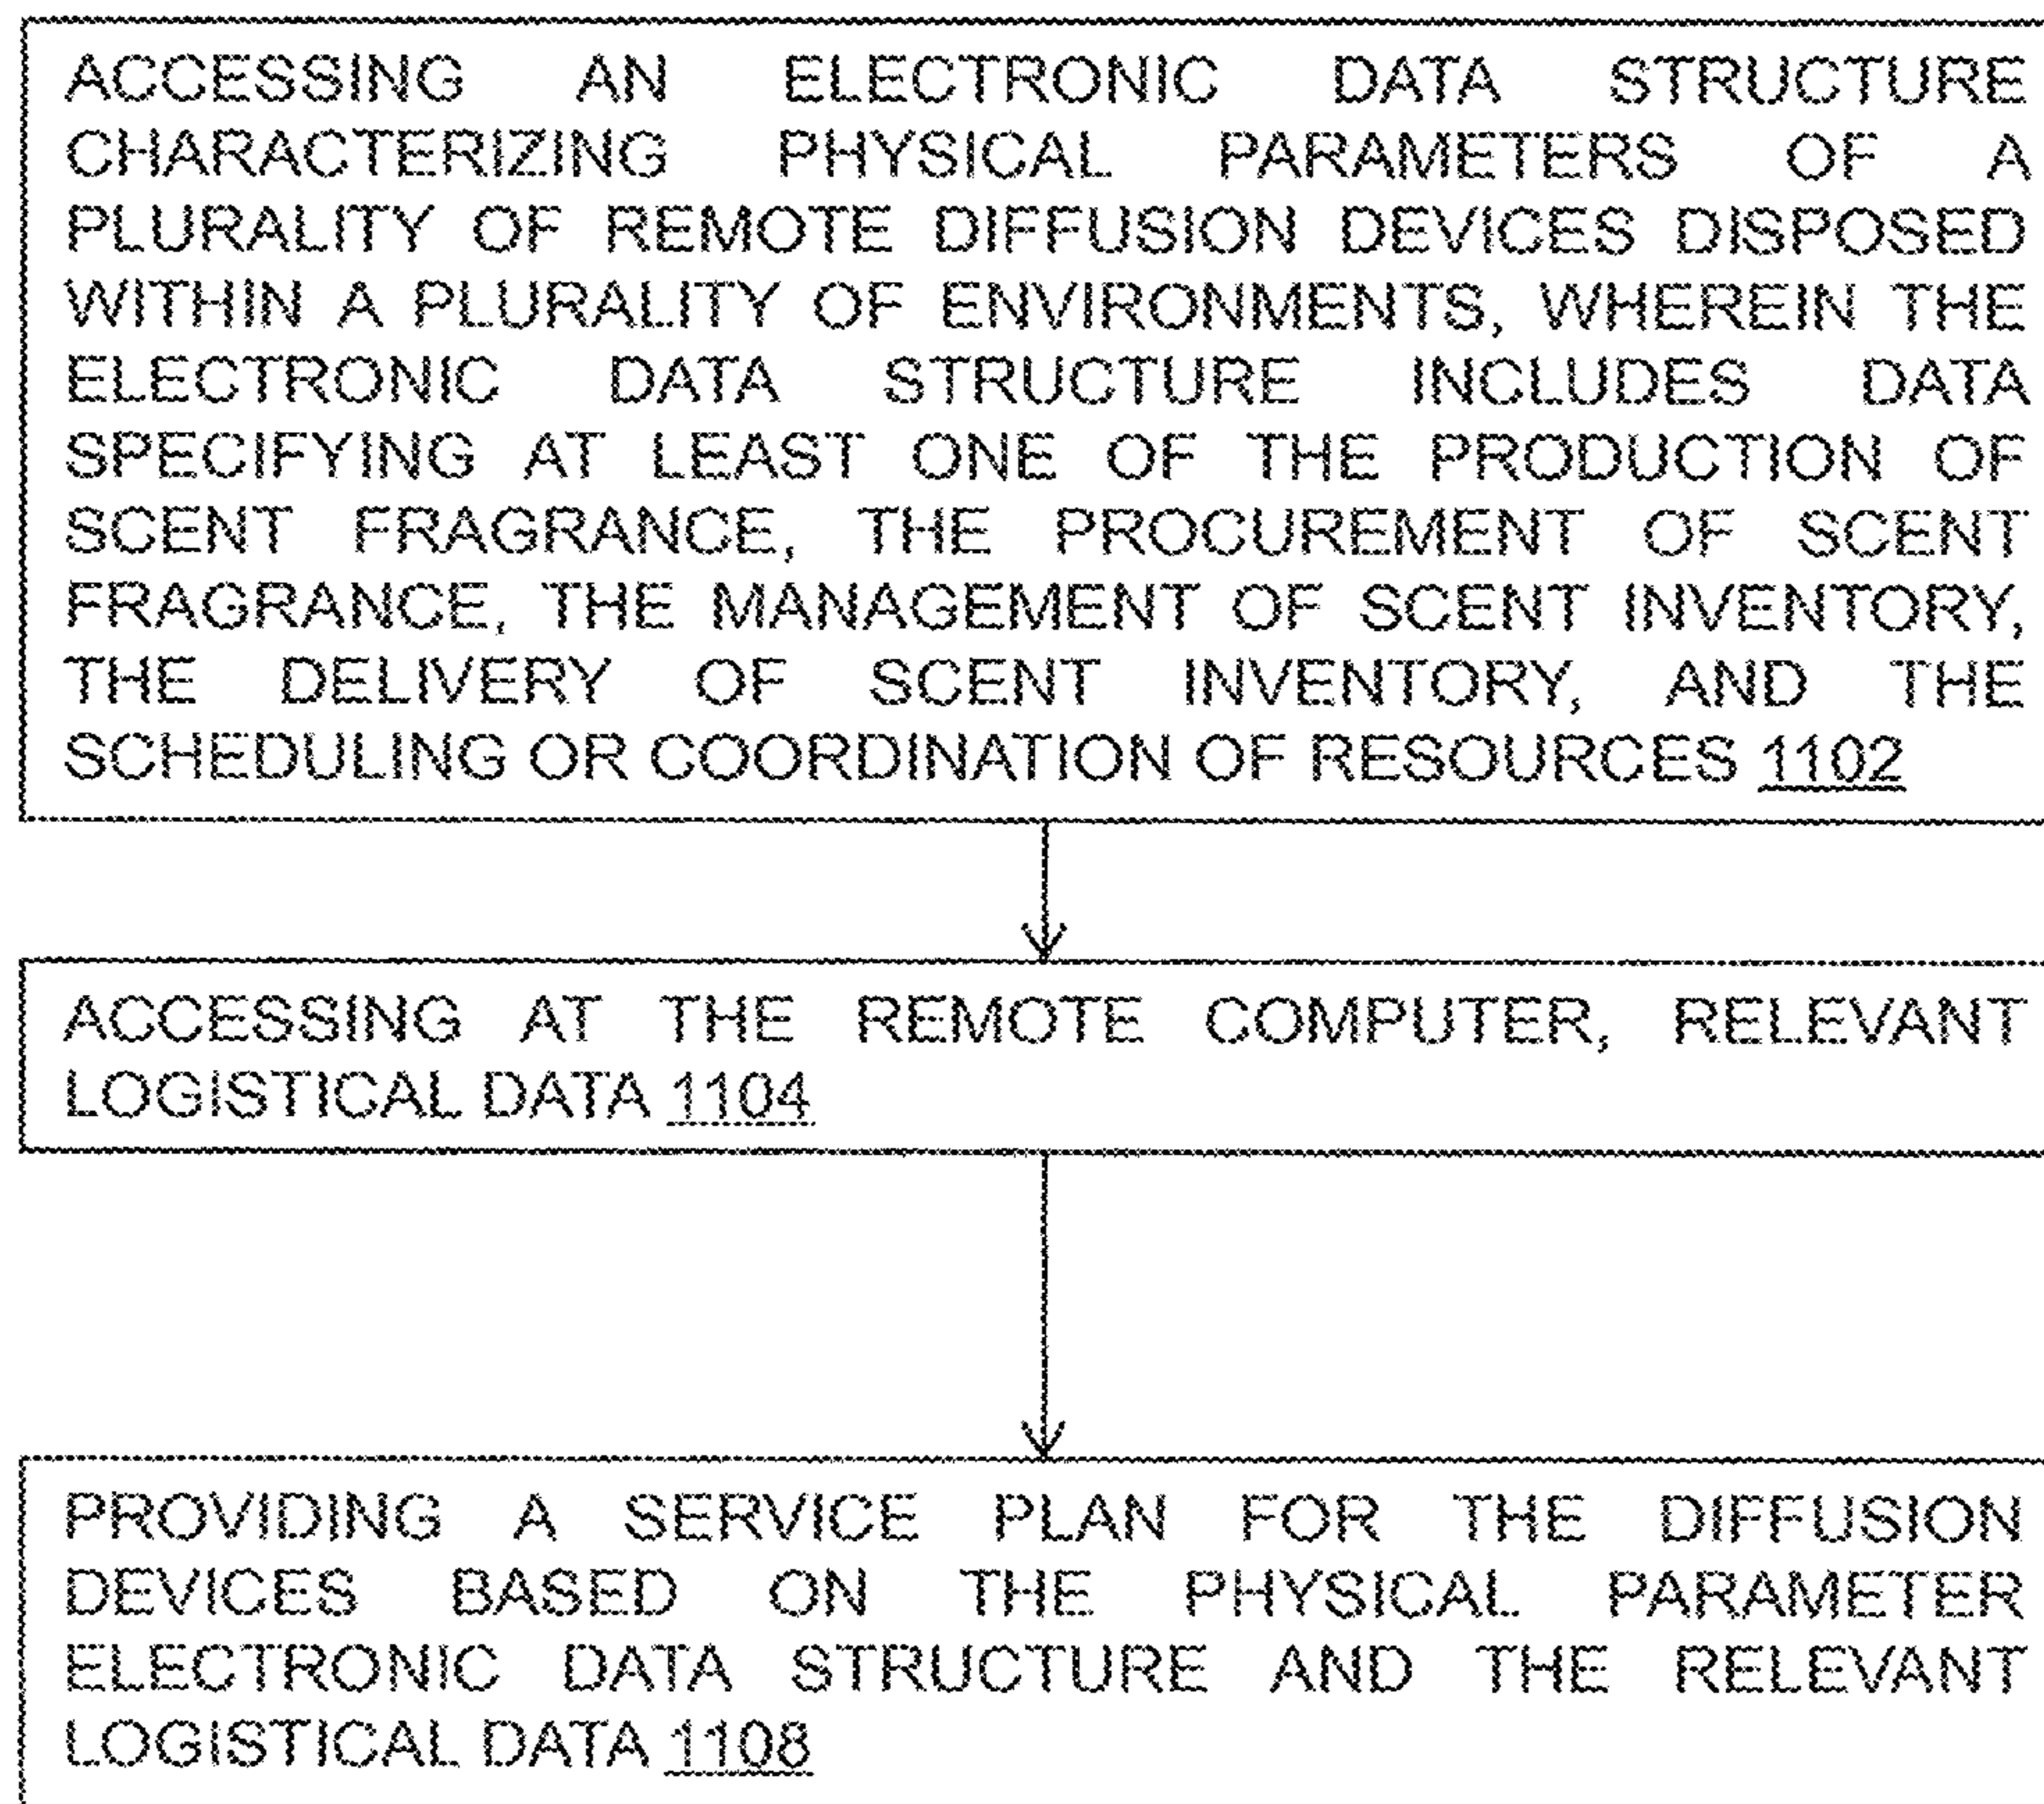 ACCESSING AN ELECTRONIC DATA STRUCTURE
CHARACTERIZING PHYSICAL PARAMETERS OF A
PLURALITY OF REMOTE DIFFUSION DEVICES DISPOSED
WITHIN A PLURALITY OF ENVIRONMENTS, WHEREIN THE
ELECTRONIC DATA STRUCTURE INCLUDES DATA
SPECIFYING AT LEAST ONE OF THE PRODUCTION OF
SCENT FRAGRANCE, THE PROCUREMENT OF SCENT
FRAGRANCE, THE MANAGEMENT OF SCENT INVENTORY,
THE DELIVERY OF SCENT INVENTORY, AND THE
SCHEDULING OR COORDINATION OF RESOURCES 1102
ACCESSING AT THE REMOTE COMPUTER, RELEVANT
LOGISTICAL DATA 1104
PROVIDING A SERVICE PLAN FOR THE DIFFUSION
DEVICES BASED ON THE PHYSICAL PARAMETER
ELECTRONIC DATA STRUCTURE AND THE RELEVANT
LOGISTICAL DATA 1108